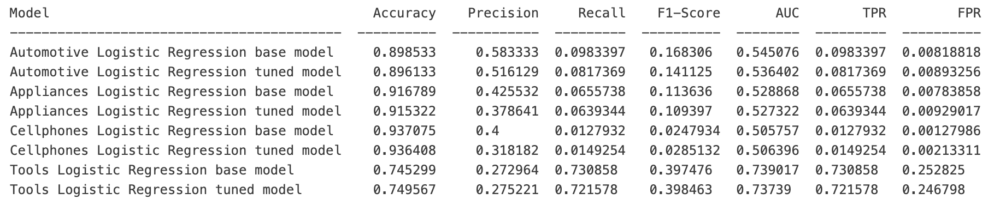 Model Accuracy Precision Recall F1-Score AUC TPR FPR
------------------------------------------ ---------- ----------- --------- ---------- -------- --------- ----------
Automotive Logistic Regression base model 0.898533 0.583333 0.0983397 0.168306 0.545076 0.0983397 0.00818818
Automotive Logistic Regression tuned model 0.896133 0.516129 0.0817369 0.141125 0.536402 0.0817369 0.00893256
Appliances Logistic Regression base model 0.916789 0.425532 0.0655738 0.113636 0.528868 0.0655738 0.00783858
Appliances Logistic Regression tuned model 0.915322 0.378641 0.0639344 0.109397 0.527322 0.0639344 0.00929017
Cellphones Logistic Regression base model 0.937075 0.4 0.0127932 0.0247934 0.505757 0.0127932 0.00127986
Cellphones Logistic Regression tuned model 0.936408 0.318182 0.0149254 0.0285132 0.506396 0.0149254 0.00213311
Tools Logistic Regression base model 0.745299 0.272964 0.730858 0.397476 0.739017 0.730858 0.252825
Tools Logistic Regression tuned model 0.749567 0.275221 0.721578 0.398463 0.73739 0.721578 0.246798